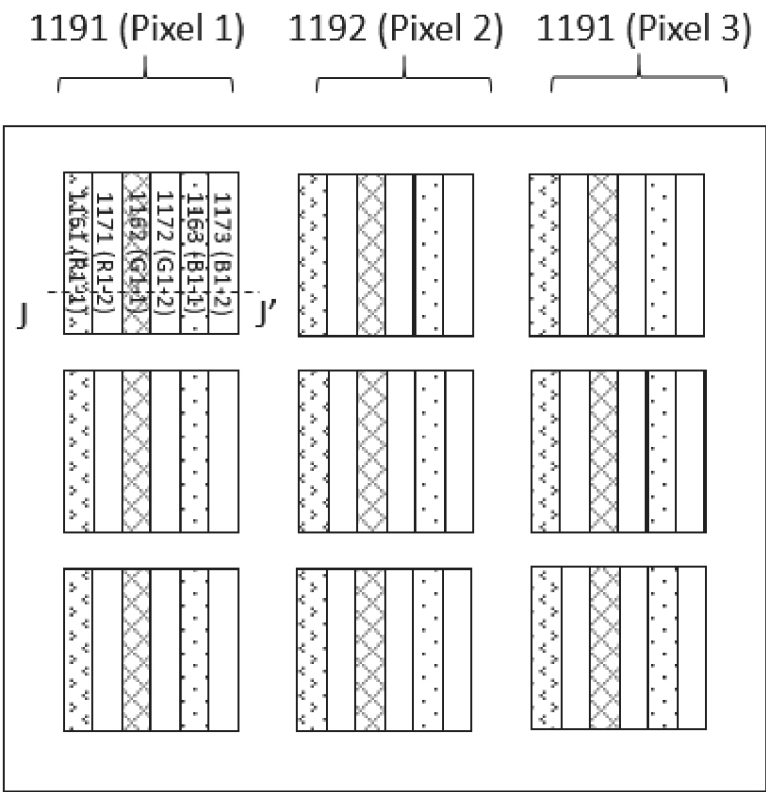 1191 (Pixel 1) 1192 (Pixel 2) 1191 (Pixel 3)
1161 (R1-1)
1171 (R1-2)
1162 (G1-1)
1172 (G1+2)
1163 (B1-1)
1173 (B1+2)
J J’